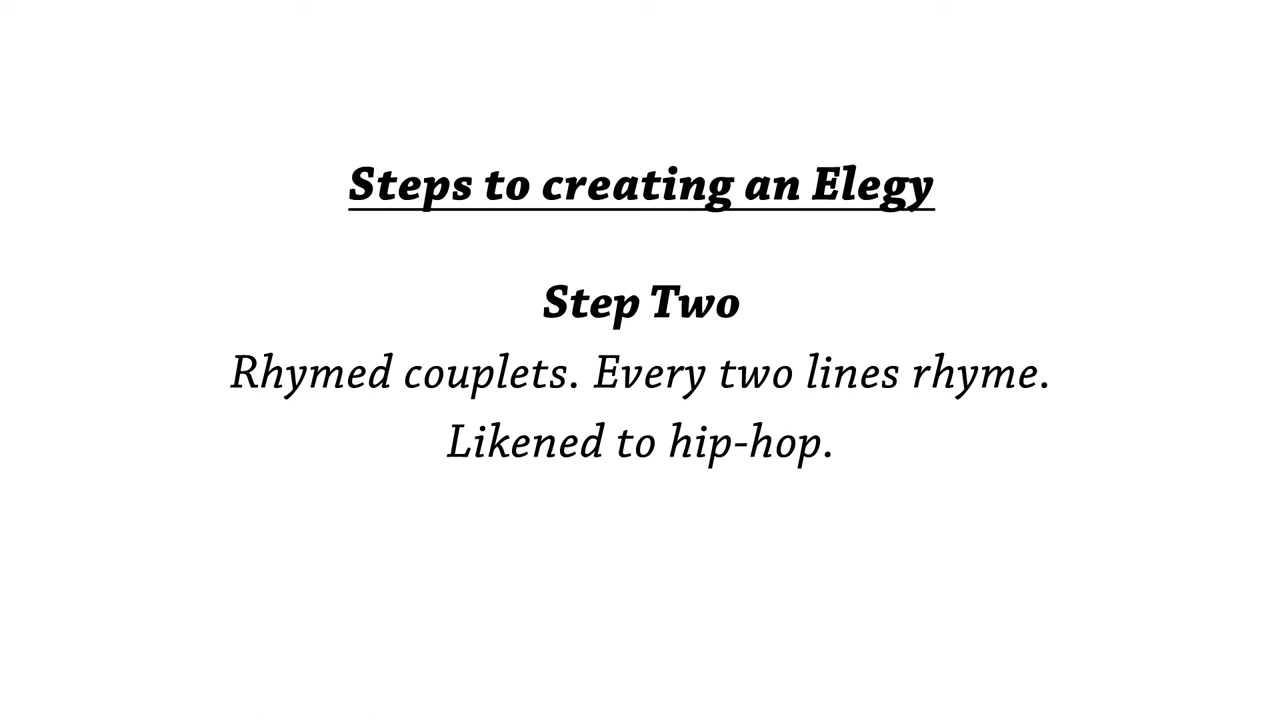 Steps to creating an Elegy
Step Two
Rhymed couplets. Every two lines rhyme.
Likened to hip-hop.